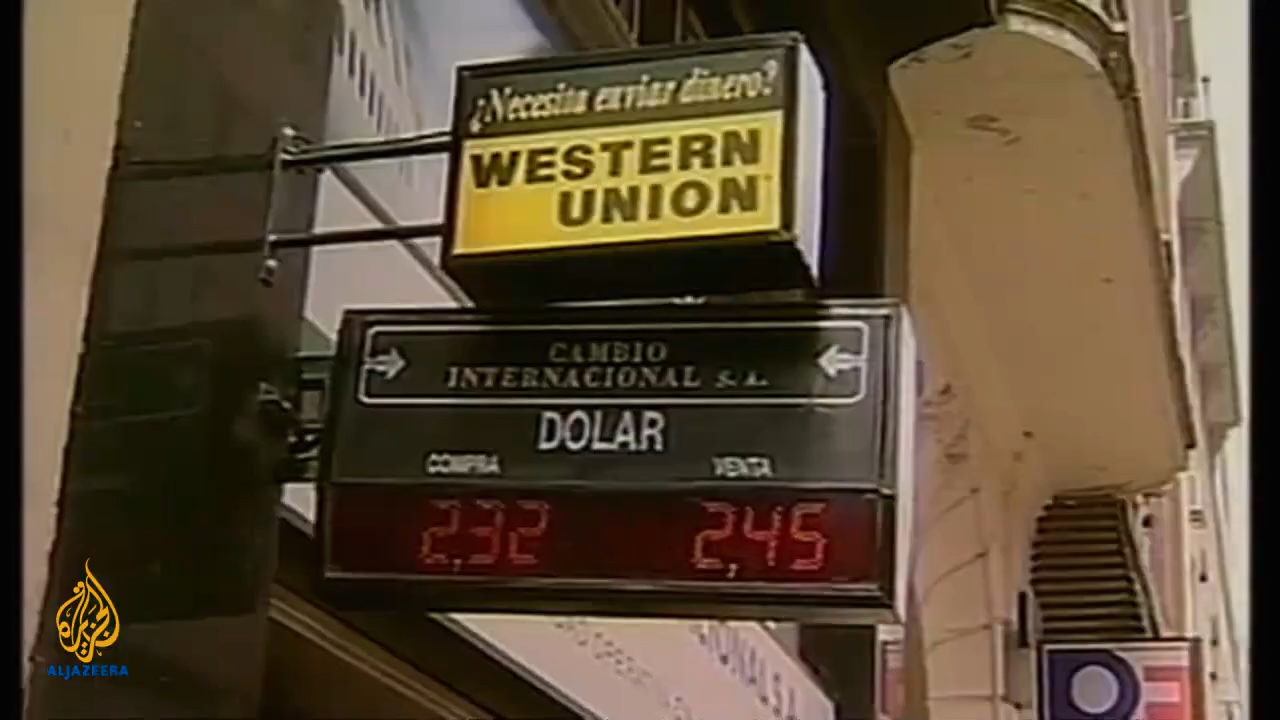 ¿Necesita enviar dinero?
WESTERN
UNION
CAMBIO
INTERNACIONAL S.A.
DOLAR
COMPRA VENTA
2,32 2,45
ALJAZEERA